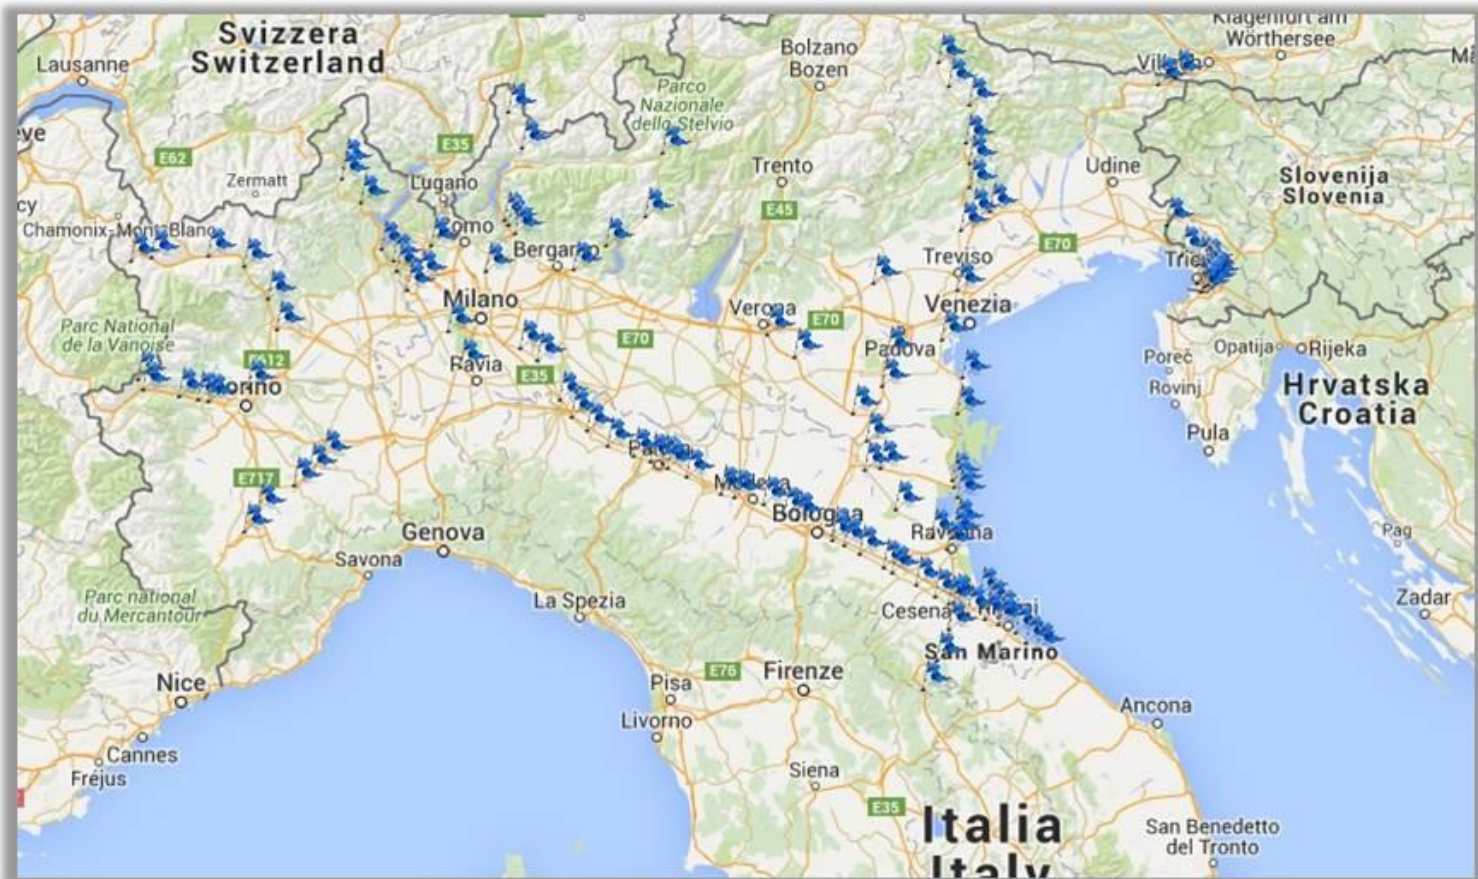 Svizzera
Switzerland
Lausanne
Bolzano
Bozen
Klagenfurt am
Wörthersee
Parco
Nazionale
dello Stelvio
E35
E62
Zermatt
Lugano
Trento
Udine
Slovenija
Slovenia
E45
Chamonix-Mont-Blanc
Bergamo
E70
Treviso
Milano
Verona
E70
Venezia
Parc National
de la Vanoise
E70
Padova
Pavia
E35
Poreč
Opatija
Rijeka
Rovinj
Hrvatska
Croatia
Pula
E717
Bologna
Genova
Savona
Pag
La Spezia
Parc national
du Mercantour
Cesena
Zadar
San Marino
E76
Firenze
Nice
Pisa
Livorno
Ancona
Cannes
Fréjus
Siena
E35
Italia
Italy
San Benedetto
del Tronto